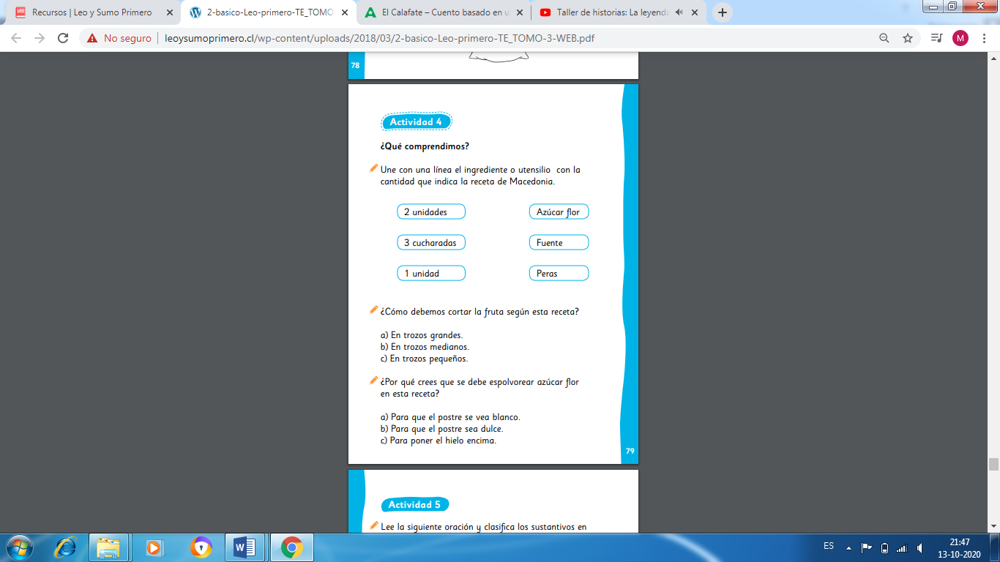 Recursos | Leo y Sumo Primero
2-basico-Leo-primero-TE_TOMO
El Calafate – Cuento basado en u
Taller de historias: La leyenda
No seguro
leoysumoprimero.cl/wp-content/uploads/2018/03/2-basico-Leo-primero-TE_TOMO-3-WEB.pdf
M
78
Actividad 4
¿Qué comprendimos?
Une con una línea el ingrediente o utensilio con la
cantidad que indica la receta de Macedonia.
2 unidades
Azúcar flor
3 cucharadas
Fuente
1 unidad
Peras
¿Cómo debemos cortar la fruta según esta receta?
a) En trozos grandes.
b) En trozos medianos.
c) En trozos pequeños.
¿Por qué crees que se debe espolvorear azúcar flor
en esta receta?
a) Para que el postre se vea blanco.
b) Para que el postre sea dulce.
c) Para poner el hielo encima.
79
Actividad 5
Lee la siguiente oración y clasifica los sustantivos en
ES
21:47
13-10-2020